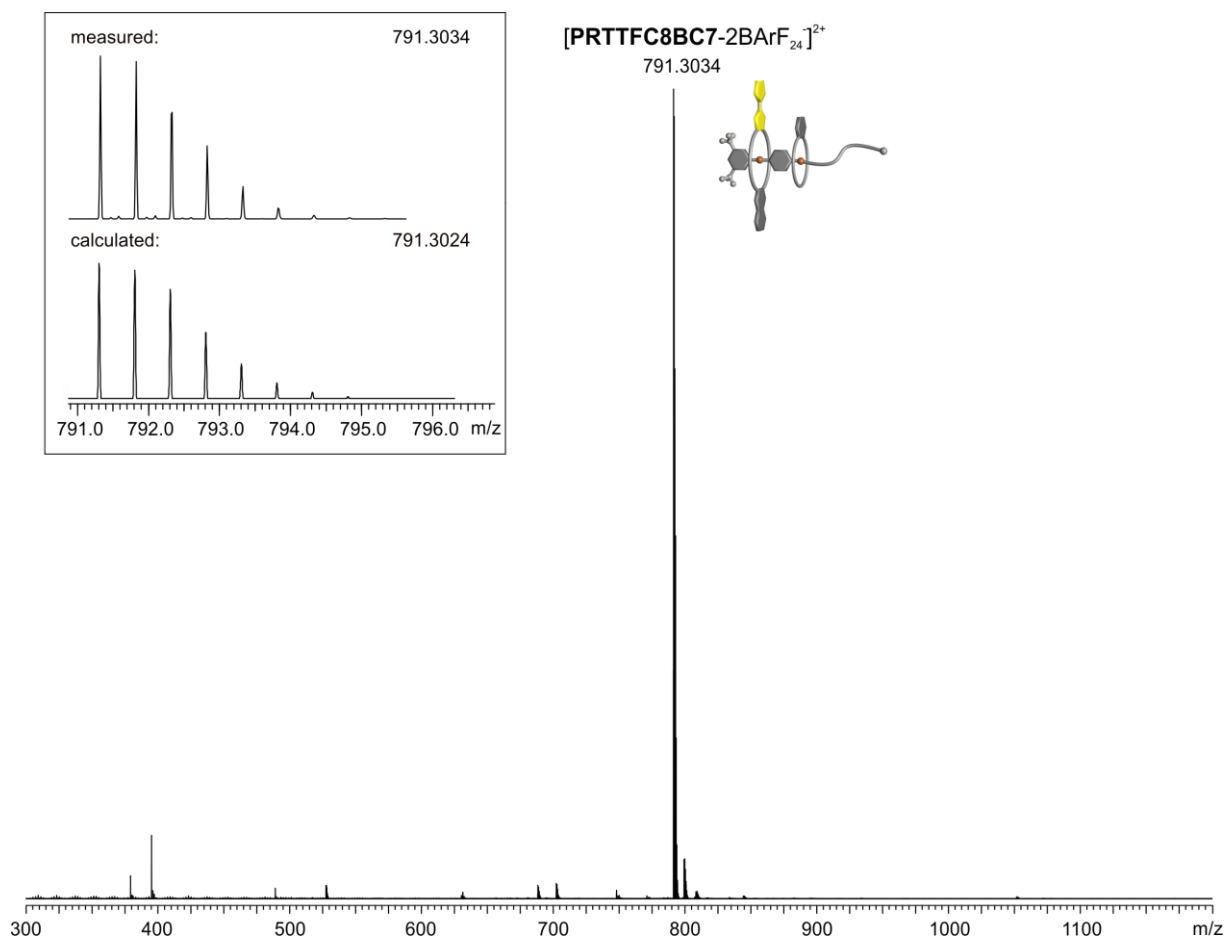 measured: 791.3034
calculated: 791.3024
791.0 792.0 793.0 794.0 795.0 796.0 m/z
[PRTTFC8BC7-2BArF₂₄]²⁺
791.3034
300 400 500 600 700 800 900 1000 1100 m/z